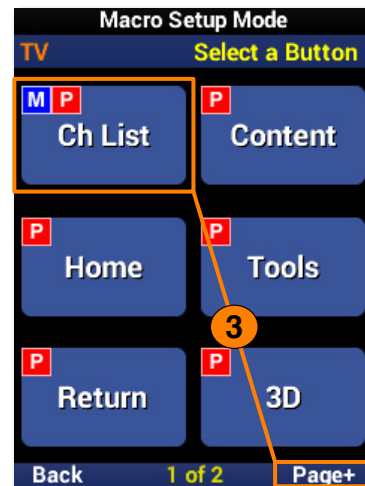 Macro Setup Mode
TV Select a Button
M P P
Ch List Content
P P
Home Tools
3
P P
Return 3D
Back 1 of 2 Page+